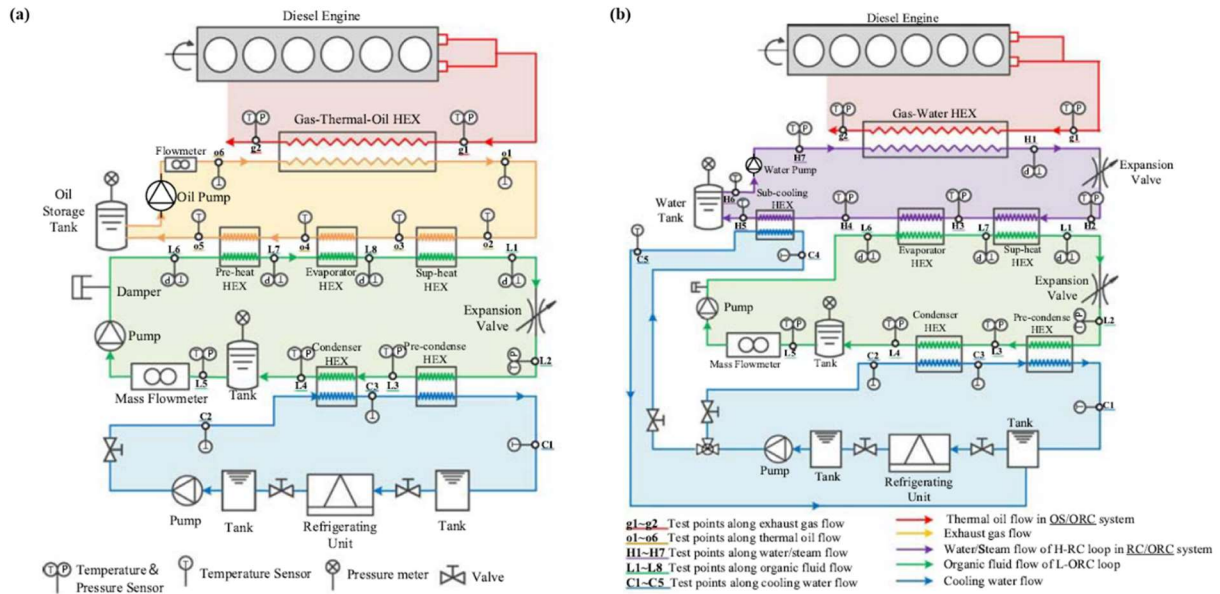 (a)
Diesel Engine
T P
T P
Gas-Thermal-Oil HEX
g2
g1
Flowmeter
o6
o1
T
T
Oil Pump
Oil
Storage
Tank
T
T
T
T
o5
o4
o3
o2
L6
L7
L8
L1
Pre-heat
HEX
Evaporator
HEX
Sup-heat
HEX
Damper
Expansion
Valve
Pump
Condenser
HEX
Pre-condense
HEX
T P
T P
T P
L2
L5
L4
L3
Mass Flowmeter
Tank
C3
C2
C1
Pump
Tank
Refrigerating
Unit
Tank
T P Temperature &
Pressure Sensor
T Temperature Sensor
Pressure meter
Valve
(b)
Diesel Engine
T P
T P
Gas-Water HEX
g2
g1
T P
H7
H1
Water Pump
Expansion
Valve
T
Sub-cooling
HEX
Water
Tank
H6
T
T P
T P
T P
H5
H4
H3
H2
T
C5
L6
L7
L1
Evaporator
HEX
Sup-heat
HEX
C4
Expansion
Valve
Pump
Condenser
HEX
Pre-condense
HEX
T P
T P
T P
L2
L5
L4
L3
Mass Flowmeter
Tank
C2
C3
C1
Pump
Tank
Refrigerating
Unit
Tank
g1~g2 Test points along exhaust gas flow
o1~o6 Test points along thermal oil flow
H1~H7 Test points along water/steam flow
L1~L8 Test points along organic fluid flow
C1~C5 Test points along cooling water flow
Thermal oil flow in OS/ORC system
Exhaust gas flow
Water/Steam flow of H-RC loop in RC/ORC system
Organic fluid flow of L-ORC loop
Cooling water flow